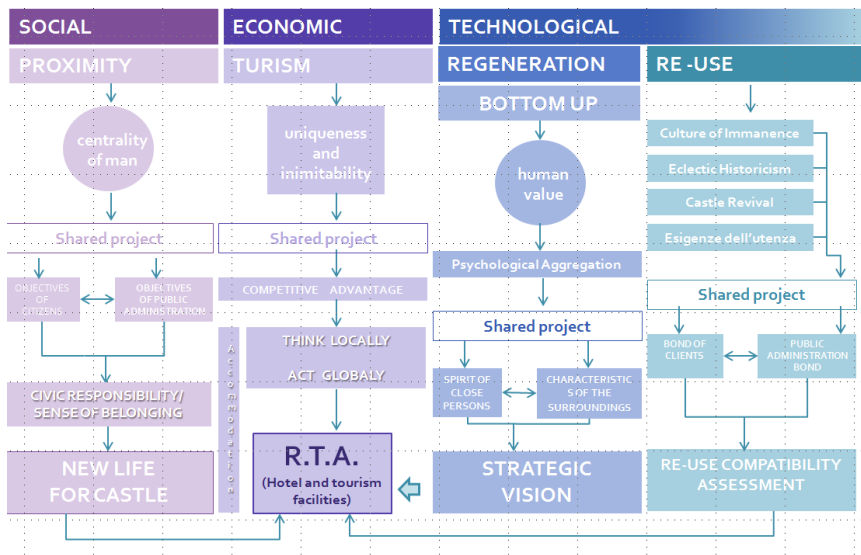 SOCIAL
ECONOMIC
TECHNOLOGICAL
PROXIMITY
TURISM
REGENERATION
RE -USE
BOTTOM UP
centrality
of man
uniqueness
and
inimitability
human
value
Culture of Immanence
Eclectic Historicism
Castle Revival
Esigenze dell'utenza
Shared project
Shared project
Psychological Aggregation
OBJECTIVES
OF
CITIZENS
OBJECTIVES
OF PUBLIC
ADMINISTRATION
COMPETITIVE ADVANTAGE
Shared project
Shared project
Accommodation
THINK LOCALLY
ACT GLOBALY
BOND OF
CLIENTS
PUBLIC
ADMINISTRATION
BOND
SPIRIT OF
CLOSE
PERSONS
CHARACTERISTIC
S OF THE
SURROUNDINGS
CIVIC RESPONSIBILITY/
SENSE OF BELONGING
NEW LIFE
FOR CASTLE
R.T.A.
(Hotel and tourism
facilities)
STRATEGIC
VISION
RE-USE COMPATIBILITY
ASSESSMENT